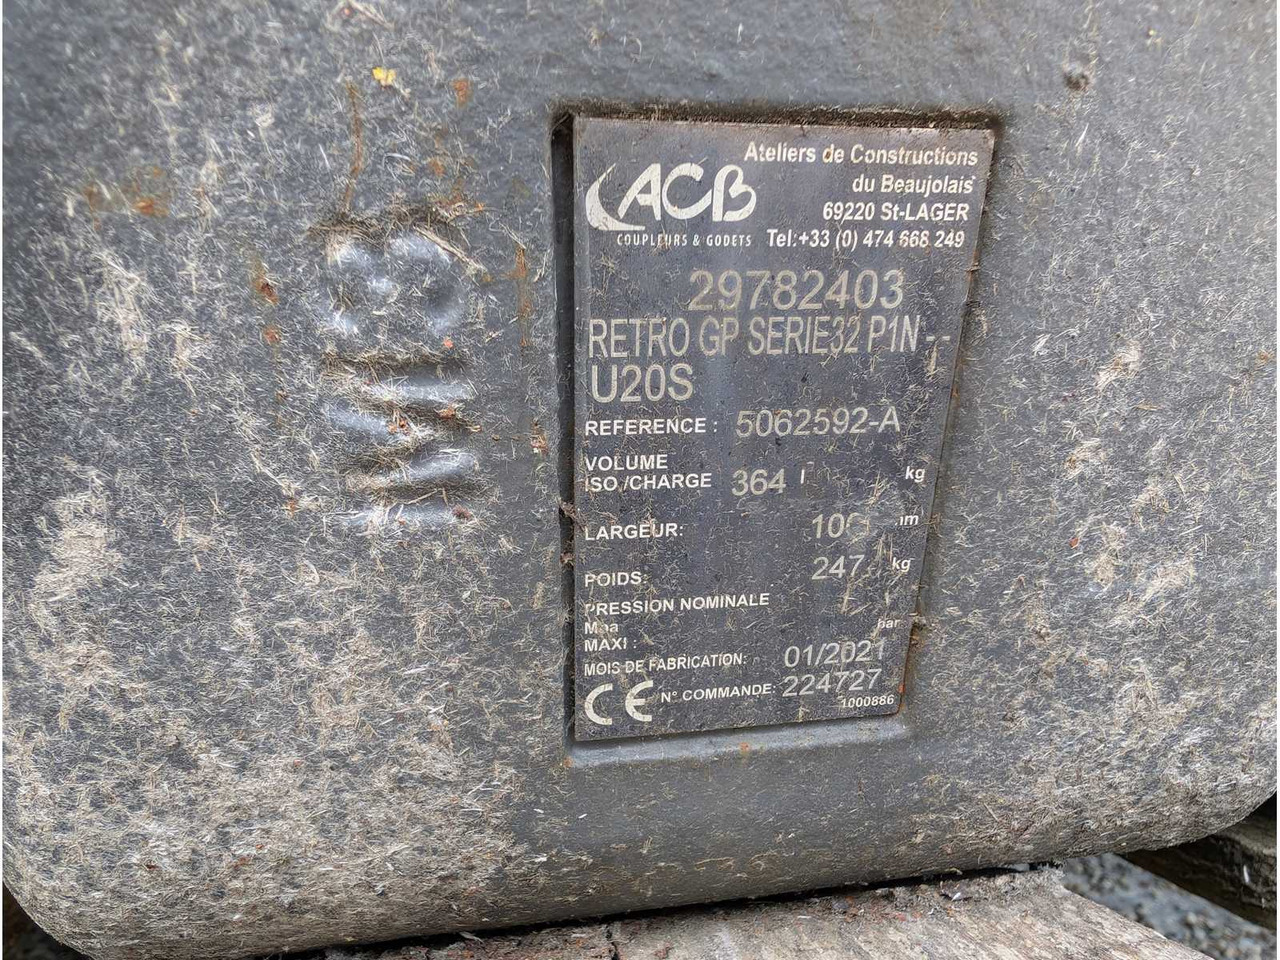 ACB
COUPLEURS & GODETS
Ateliers de Constructions
du Beaujolais
69220 St-LAGER
Tel:+33 (0) 474 668 249
29782403
RETRO GP SERIE32 P1N--
U20S
REFERENCE : 5062592-A
VOLUME
ISO /CHARGE 364 l kg
LARGEUR:
POIDS: 247 kg
PRESSION NOMINALE
Mpa bar
MAXI :
MOIS DE FABRICATION: 01/2021
CE N° COMMANDE: 224727
1000886